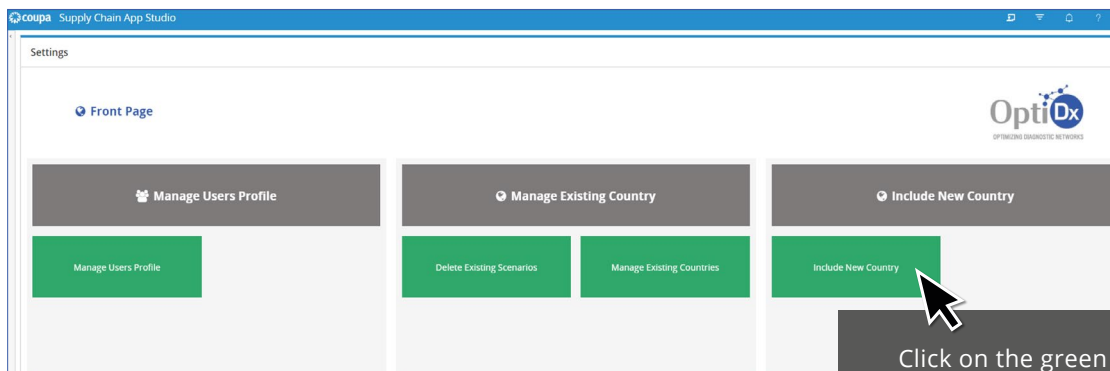 coupa Supply Chain App Studio
?
Settings
Front Page
OptiDx
OPTIMIZING DIAGNOSTIC NETWORKS
Manage Users Profile
Manage Existing Country
Include New Country
Manage Users Profile
Delete Existing Scenarios
Manage Existing Countries
Include New Country
Click on the green